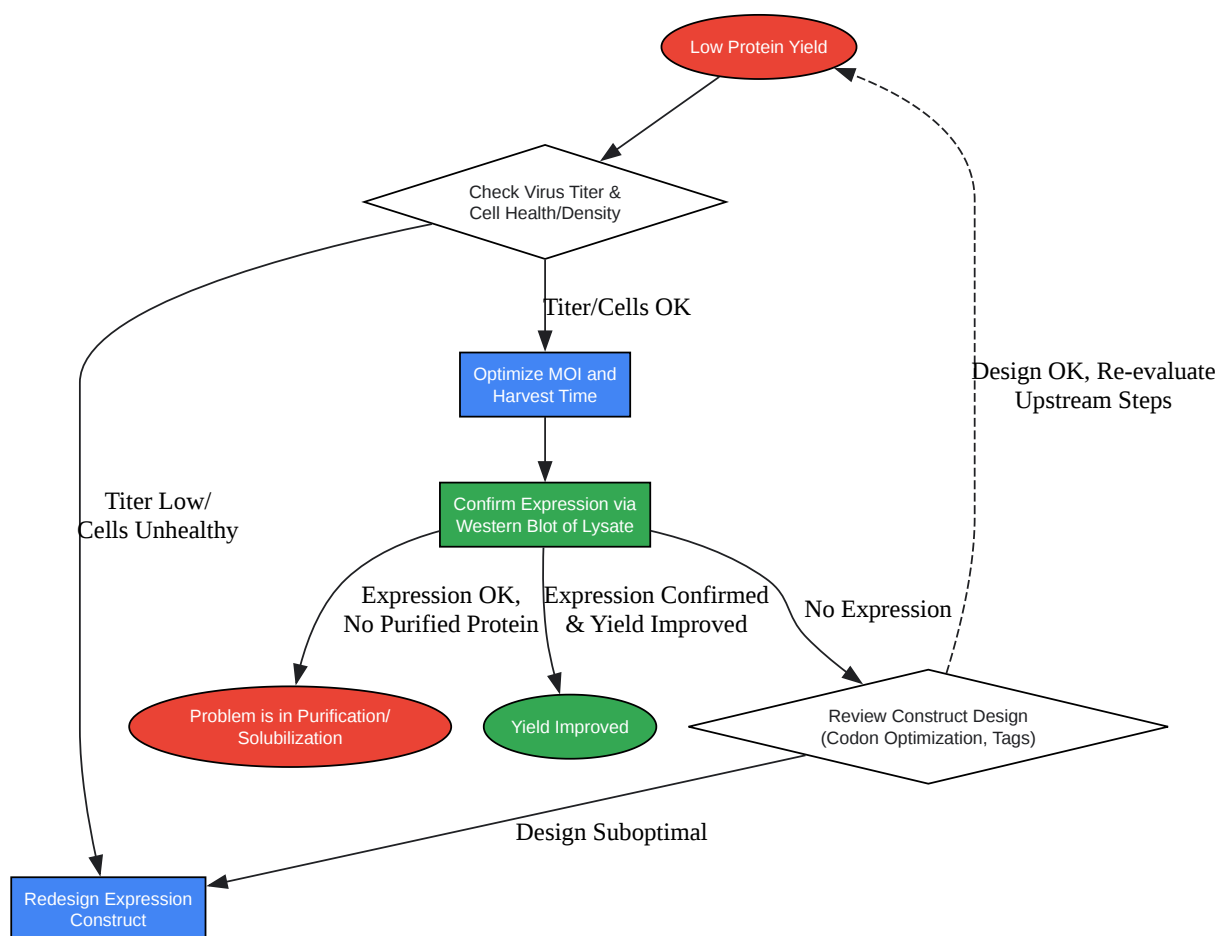 Low Protein Yield
Check Virus Titer &
Cell Health/Density
Titer/Cells OK
Optimize MOI and
Harvest Time
Design OK, Re-evaluate
Upstream Steps
Titer Low/
Cells Unhealthy
Confirm Expression via
Western Blot of Lysate
Expression OK,
No Purified Protein
Expression Confirmed
& Yield Improved
No Expression
Problem is in Purification/
Solubilization
Yield Improved
Review Construct Design
(Codon Optimization, Tags)
Design Suboptimal
Redesign Expression
Construct